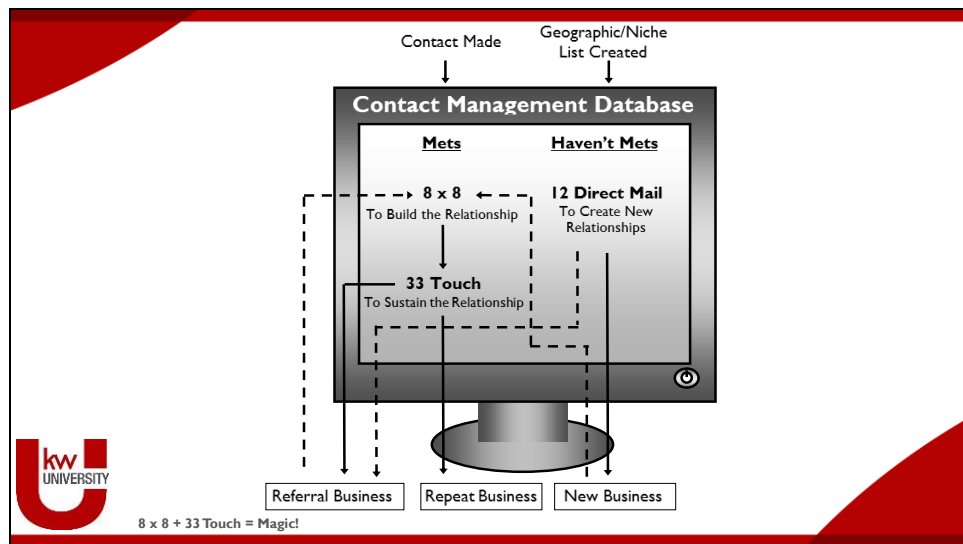 Contact Made
Geographic/Niche
List Created
Contact Management Database
Mets
Haven't Mets
8 x 8
To Build the Relationship
12 Direct Mail
To Create New
Relationships
33 Touch
To Sustain the Relationship
Referral Business
Repeat Business
New Business
kw
UNIVERSITY
8 x 8 + 33 Touch = Magic!